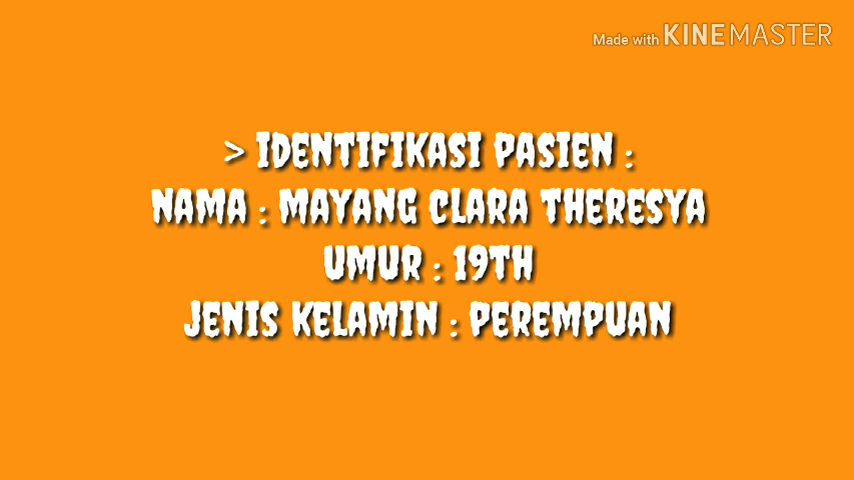 Made with KINEMASTER
> IDENTIFIKASI PASIEN :
NAMA : MAYANG CLARA THERESYA
UMUR : 19TH
JENIS KELAMIN : PEREMPUAN